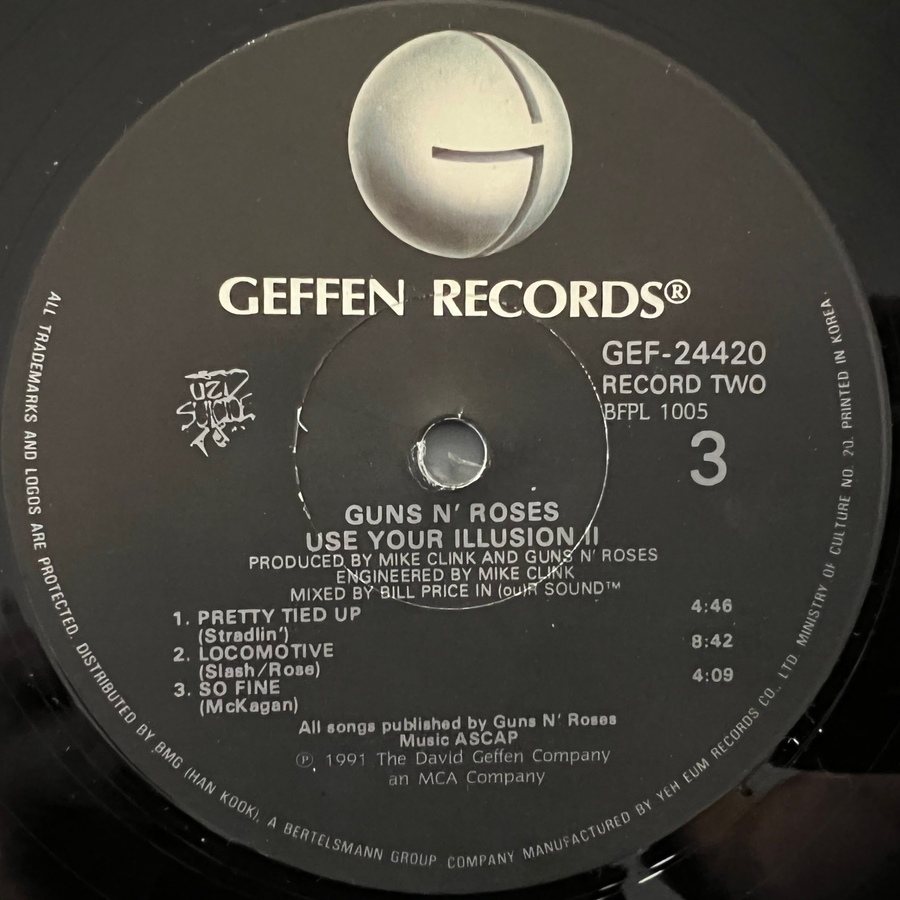 GEFFEN RECORDS®
GEF-24420
RECORD TWO
BFPL 1005
3
GUNS N' ROSES
USE YOUR ILLUSION II
PRODUCED BY MIKE CLINK AND GUNS N' ROSES
ENGINEERED BY MIKE CLINK
MIXED BY BILL PRICE IN (ou)R SOUND™
1. PRETTY TIED UP 4:46
(Stradlin')
2. LOCOMOTIVE 8:42
(Slash/Rose)
3. SO FINE 4:09
(McKagan)
All songs published by Guns N' Roses
Music ASCAP
℗ 1991 The David Geffen Company
an MCA Company
ALL TRADEMARKS AND LOGOS ARE PROTECTED. DISTRIBUTED BY BMG (HAN KOOK), A BERTELSMANN GROUP COMPANY MANUFACTURED BY YEH EUM RECORDS CO., LTD MINISTRY OF CULTURE NO. 20. PRINTED IN KOREA.